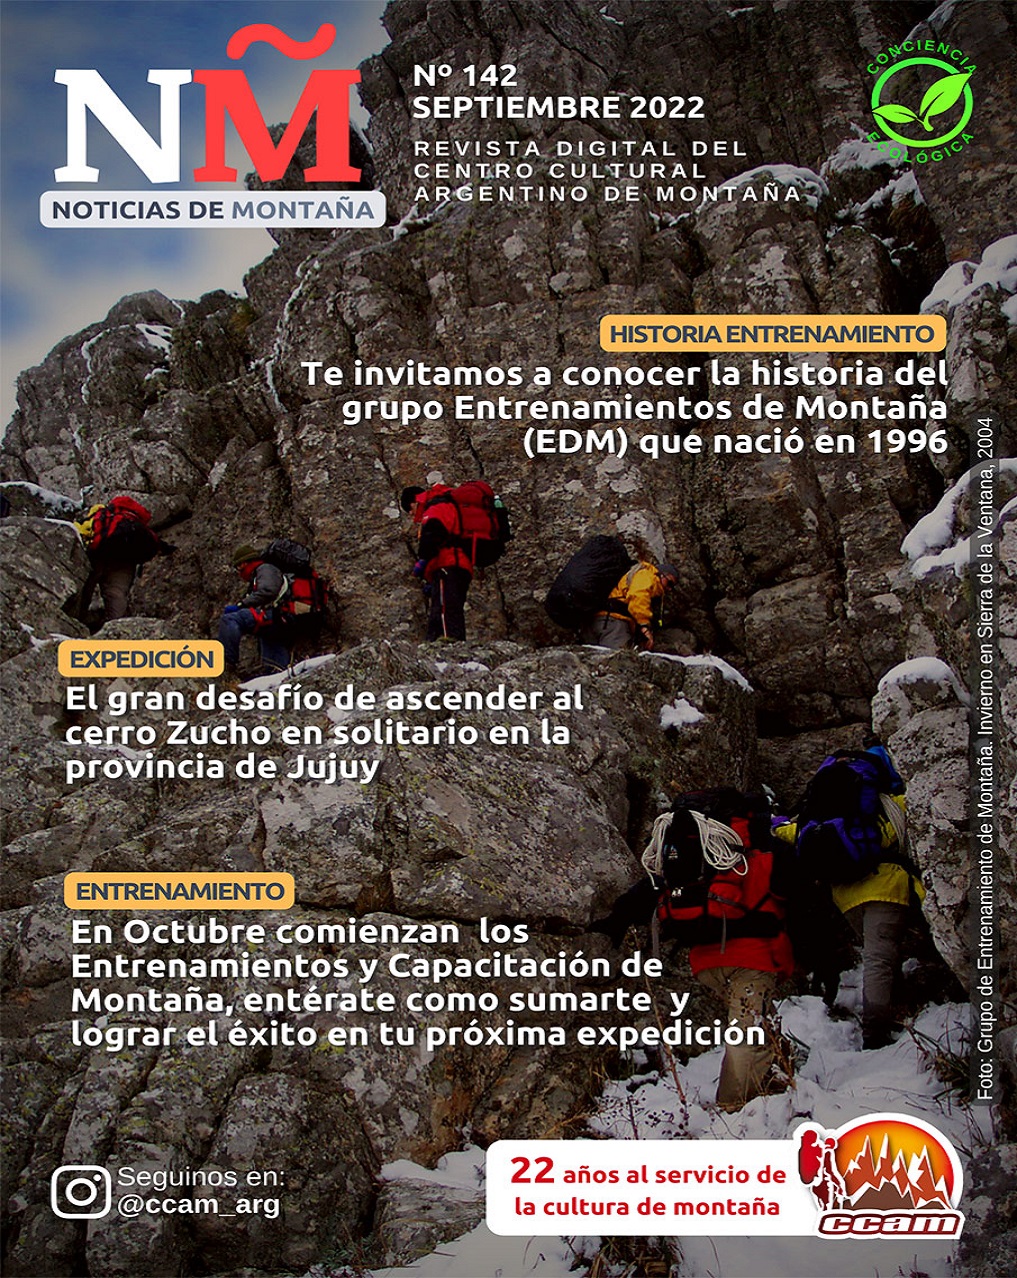 NM̃
NOTICIAS DE MONTAÑA
Nº 142
SEPTIEMBRE 2022
REVISTA DIGITAL DEL
CENTRO CULTURAL
ARGENTINO DE MONTAÑA
CONCIENCIA
ECOLÓGICA
HISTORIA ENTRENAMIENTO
Te invitamos a conocer la historia del
grupo Entrenamientos de Montaña
(EDM) que nació en 1996
Foto: Grupo de Entrenamiento de Montaña. Invierno en Sierra de la Ventana, 2004
EXPEDICIÓN
El gran desafío de ascender al
cerro Zucho en solitario en la
provincia de Jujuy
ENTRENAMIENTO
En Octubre comienzan los
Entrenamientos y Capacitación de
Montaña, entérate como sumarte y
lograr el éxito en tu próxima expedición
Seguinos en:
@ccam_arg
22 años al servicio de
la cultura de montaña
ccam